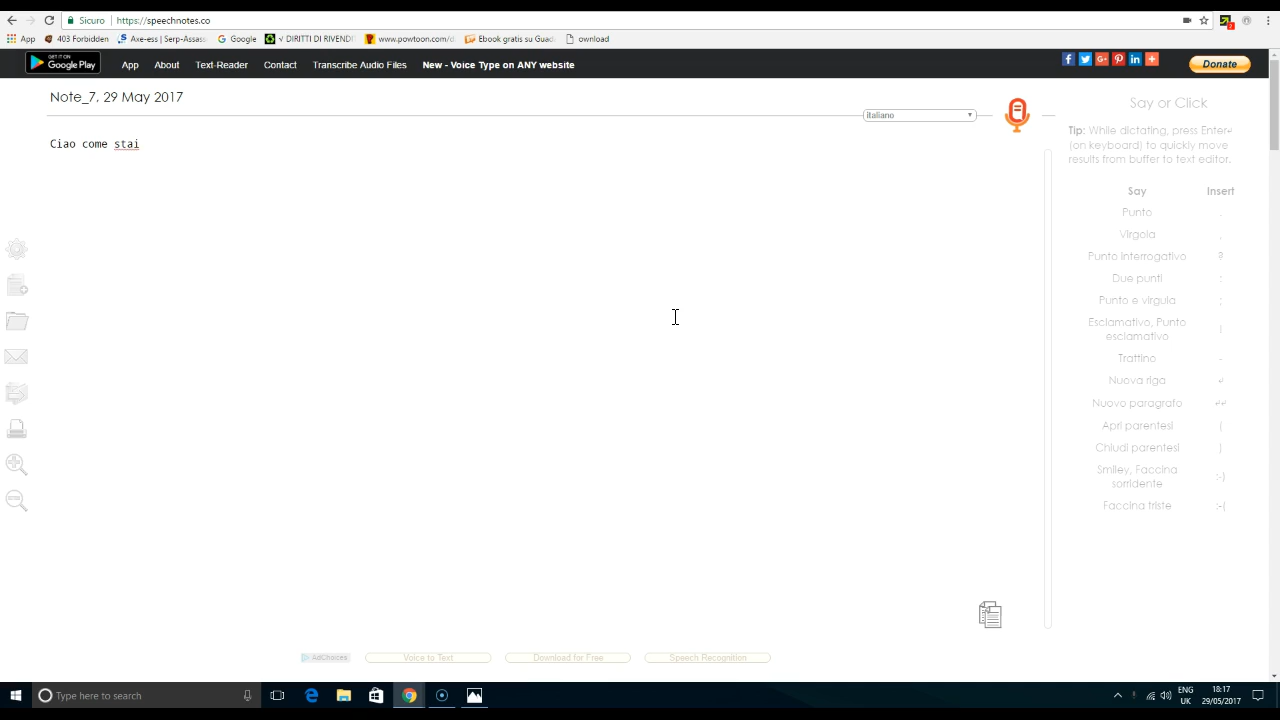 Sicuro https://speechnotes.co
App 403 Forbidden Axe-ess | Serp-Assas Google √ DIRITTI DI RIVENDI www.powtoon.com/d Ebook gratis su Guad ownload
GET IT ON Google Play App About Text-Reader Contact Transcribe Audio Files New - Voice Type on ANY website Donate
Note_7, 29 May 2017
italiano
Ciao come stai
Say or Click
Tip: While dictating, press Enter↵
(on keyboard) to quickly move
results from buffer to text editor.
Say Insert
Punto .
Virgola ,
Punto interrogativo ?
Due punti :
Punto e virgula ;
Esclamativo, Punto
esclamativo !
Trattino -
Nuova riga ↵
Nuovo paragrafo ↵↵
Apri parentesi (
Chiudi parentesi )
Smiley, Faccina
sorridente :-)
Faccina triste :-(
AdChoices Voice to Text Download for Free Speech Recognition
Type here to search
ENG 18:17
UK 29/05/2017